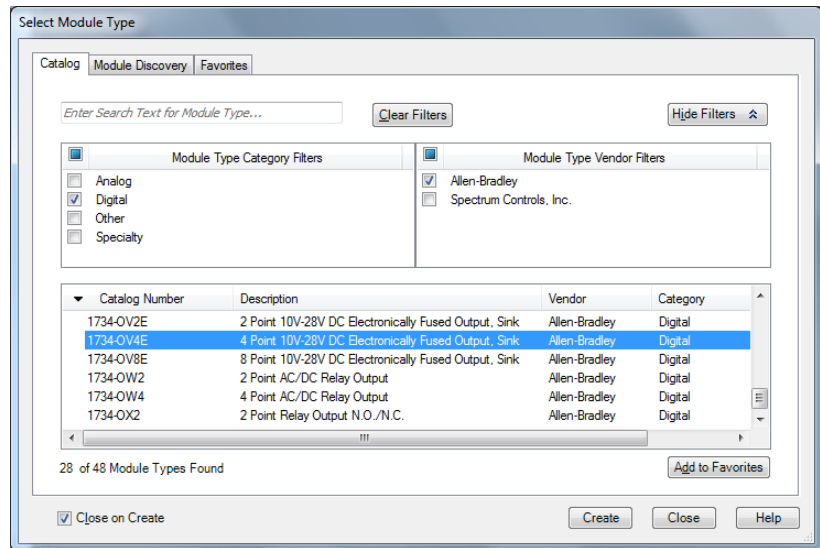 Select Module Type
Catalog Module Discovery Favorites
Enter Search Text for Module Type... Clear Filters Hide Filters
Module Type Category Filters Module Type Vendor Filters
Analog Allen-Bradley
Digital Spectrum Controls, Inc.
Other
Specialty
Catalog Number Description Vendor Category
1734-OV2E 2 Point 10V-28V DC Electronically Fused Output, Sink Allen-Bradley Digital
1734-OV4E 4 Point 10V-28V DC Electronically Fused Output, Sink Allen-Bradley Digital
1734-OV8E 8 Point 10V-28V DC Electronically Fused Output, Sink Allen-Bradley Digital
1734-OW2 2 Point AC/DC Relay Output Allen-Bradley Digital
1734-OW4 4 Point AC/DC Relay Output Allen-Bradley Digital
1734-OX2 2 Point Relay Output N.O./N.C. Allen-Bradley Digital
28 of 48 Module Types Found Add to Favorites
Close on Create Create Close Help